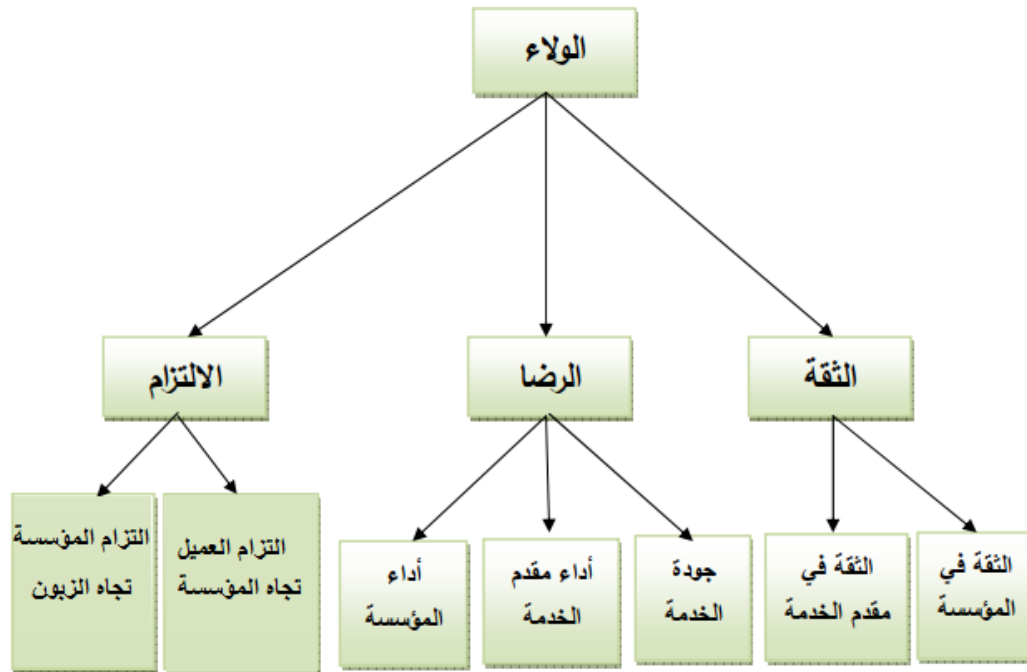 الولاء
الثقة
الرضا
الالتزام
الثقة في
المؤسسة
الثقة في
مقدم الخدمة
جودة
الخدمة
أداء مقدم
الخدمة
أداء
المؤسسة
التزام العميل
تجاه المؤسسة
التزام المؤسسة
تجاه الزبون